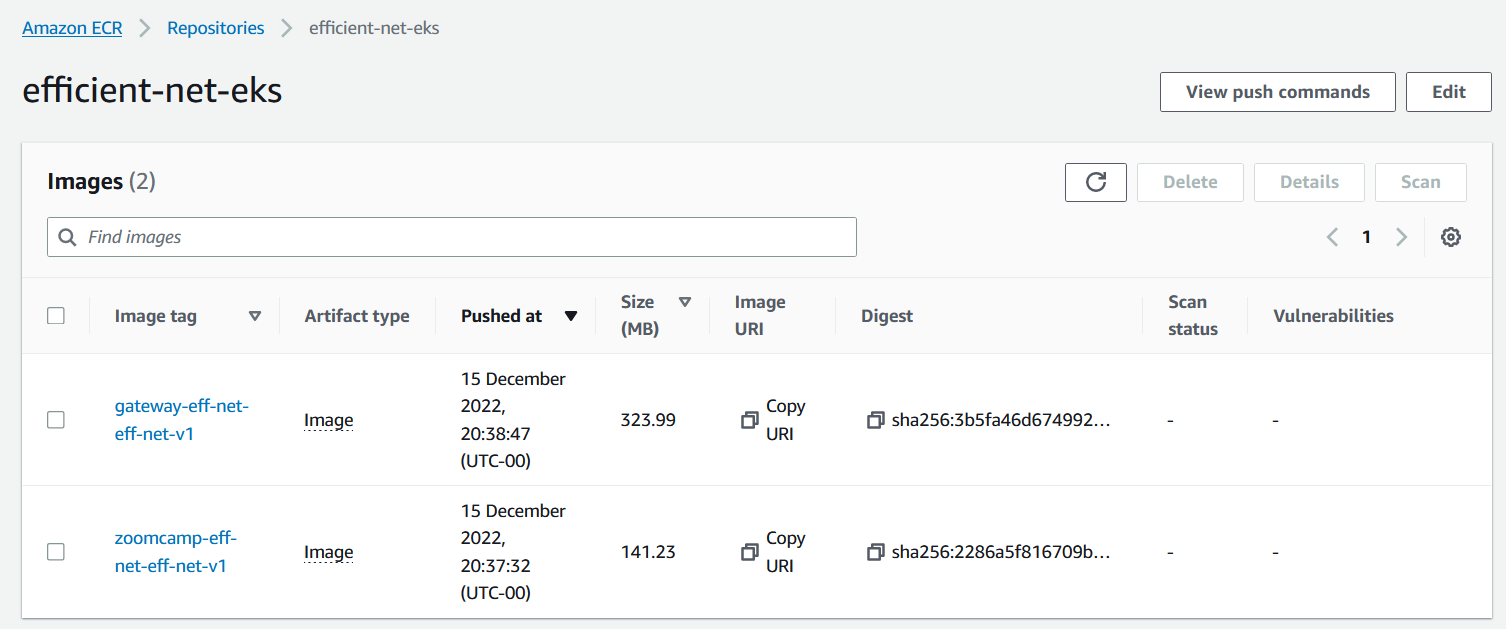 Amazon ECR > Repositories > efficient-net-eks
efficient-net-eks
View push commands
Edit
Images (2)
Delete
Details
Scan
Find images
1
Image tag
Artifact type
Pushed at
Size
(MB)
Image
URI
Digest
Scan
status
Vulnerabilities
gateway-eff-net-
eff-net-v1
Image
15 December
2022,
20:38:47
(UTC-00)
323.99
Copy
URI
sha256:3b5fa46d674992...
-
-
zoomcamp-eff-
net-eff-net-v1
Image
15 December
2022,
20:37:32
(UTC-00)
141.23
Copy
URI
sha256:2286a5f816709b...
-
-